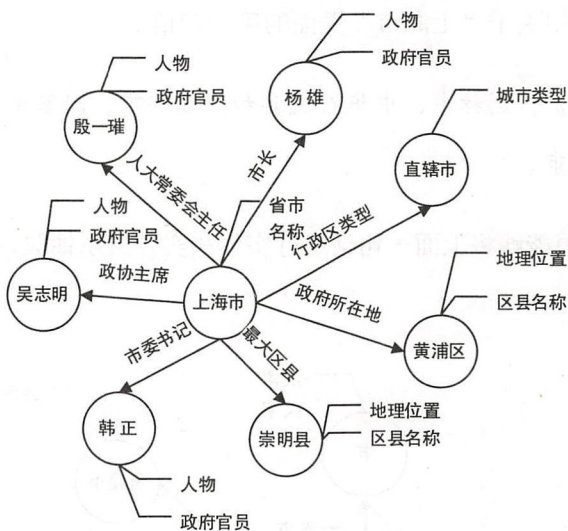 人物
政府官员
殷一璀
人物
政府官员
杨雄
城市类型
直辖市
人大常委会主任
市长
省市
名称
行政区类型
人物
政府官员
吴志明
政协主席
上海市
政府所在地
地理位置
区县名称
黄浦区
市委书记
最大区县
韩正
人物
政府官员
崇明县
地理位置
区县名称